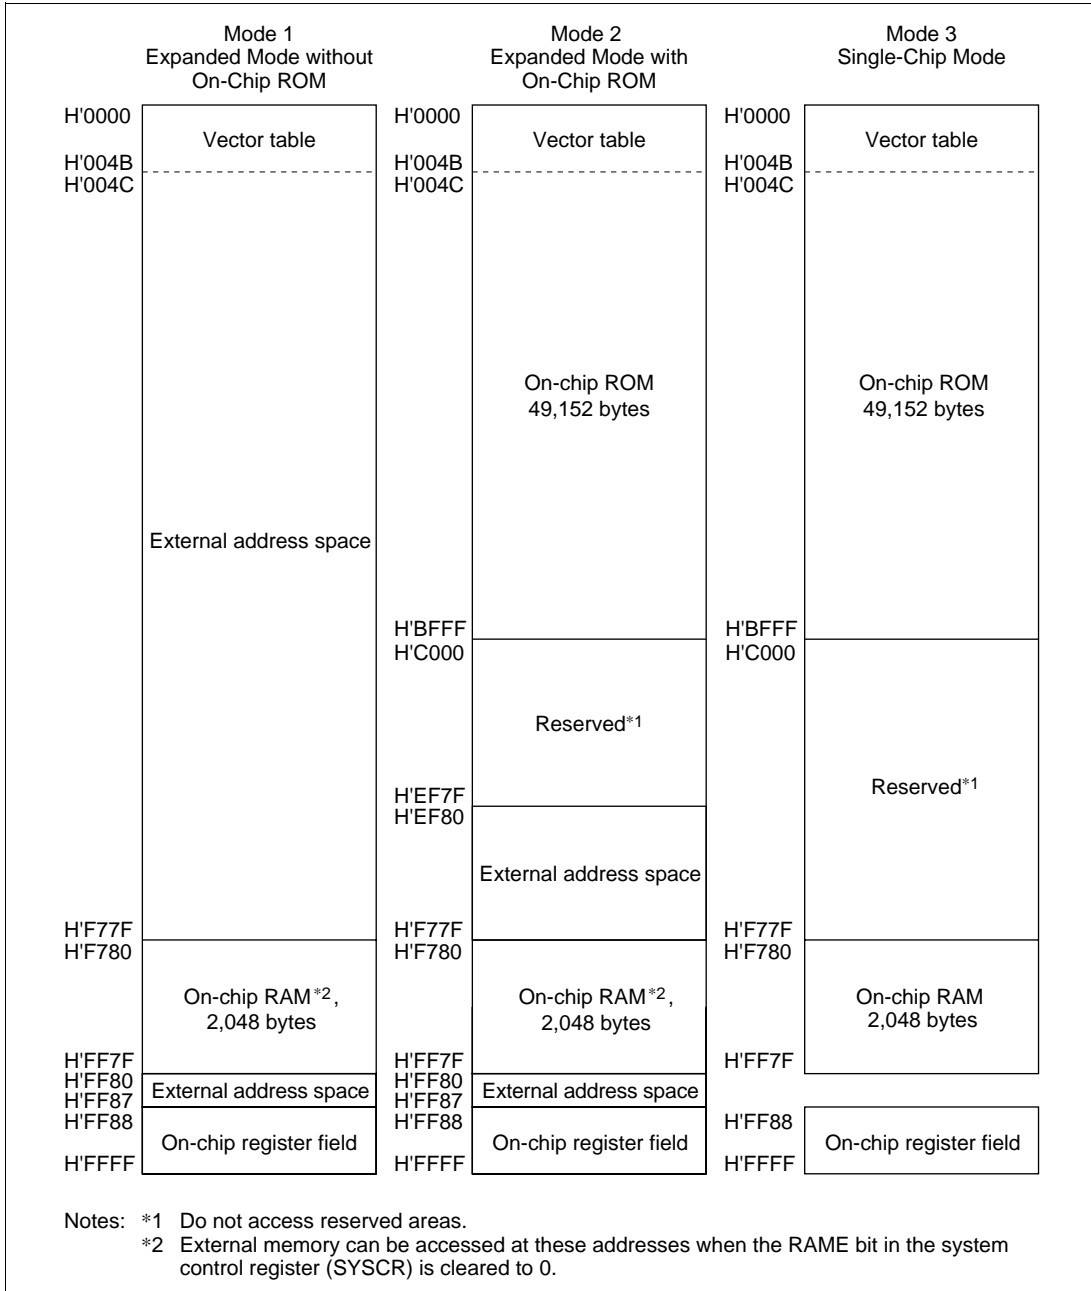 Mode 1
Expanded Mode without
On-Chip ROM
H'0000
Vector table
H'004B
H'004C
External address space
H'F77F
H'F780
On-chip RAM*2,
2,048 bytes
H'FF7F
H'FF80
External address space
H'FF87
H'FF88
On-chip register field
H'FFFF
Mode 2
Expanded Mode with
On-Chip ROM
H'0000
Vector table
H'004B
H'004C
On-chip ROM
49,152 bytes
H'BFFF
H'C000
Reserved*1
H'EF7F
H'EF80
External address space
H'F77F
H'F780
On-chip RAM*2,
2,048 bytes
H'FF7F
H'FF80
External address space
H'FF87
H'FF88
On-chip register field
H'FFFF
Mode 3
Single-Chip Mode
H'0000
Vector table
H'004B
H'004C
On-chip ROM
49,152 bytes
H'BFFF
H'C000
Reserved*1
H'F77F
H'F780
On-chip RAM
2,048 bytes
H'FF7F
H'FF88
On-chip register field
H'FFFF
Notes: *1 Do not access reserved areas.
*2 External memory can be accessed at these addresses when the RAME bit in the system
control register (SYSCR) is cleared to 0.